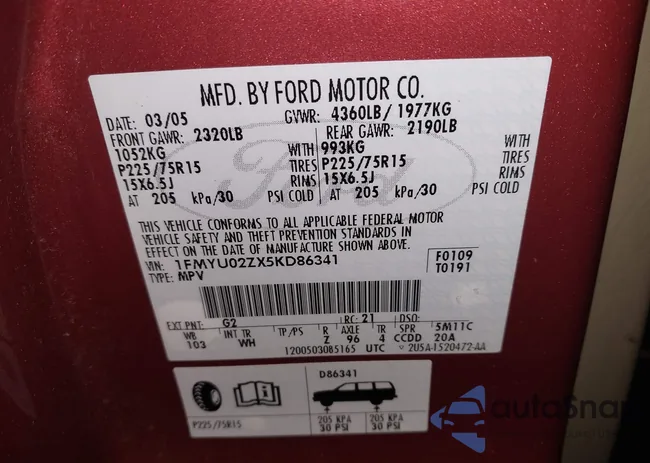 MFD. BY FORD MOTOR CO.
DATE: 03/05 GVWR: 4360LB / 1977KG
FRONT GAWR: 2320LB REAR GAWR: 2190LB
1052KG WITH 993KG WITH
P225/75R15 TIRES P225/75R15 TIRES
15X6.5J RIMS 15X6.5J RIMS
AT 205 kPa/30 PSI COLD AT 205 kPa/30 PSI COLD
THIS VEHICLE CONFORMS TO ALL APPLICABLE FEDERAL MOTOR
VEHICLE SAFETY AND THEFT PREVENTION STANDARDS IN
EFFECT ON THE DATE OF MANUFACTURE SHOWN ABOVE.
VIN: 1FMYU02ZX5KD86341 F0109
TYPE: MPV T0191
EXT PNT: G2 RC: 21 DSO:
WB INT TR TP/PS R AXLE TR SPR 5M11C
103 WH Z 96 4 CCDD 20A
1200503085165 UTC 2U5A-1520472-AA
Ford
D86341
P225/75R15 205 KPA 205 KPA
30 PSI 30 PSI
autoSnap